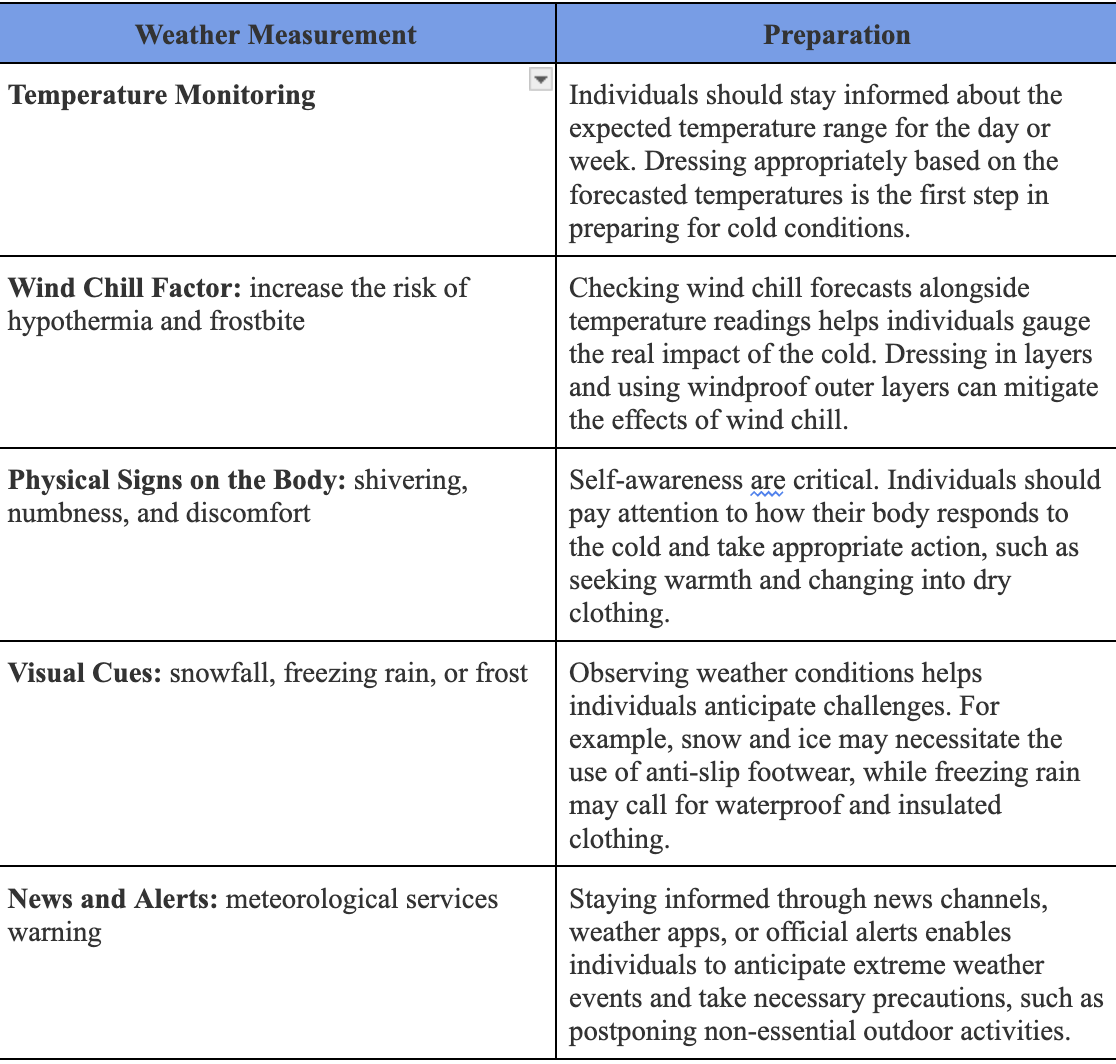 Weather Measurement
Preparation
Temperature Monitoring
Individuals should stay informed about the
expected temperature range for the day or
week. Dressing appropriately based on the
forecasted temperatures is the first step in
preparing for cold conditions.
Wind Chill Factor: increase the risk of
hypothermia and frostbite
Checking wind chill forecasts alongside
temperature readings helps individuals gauge
the real impact of the cold. Dressing in layers
and using windproof outer layers can mitigate
the effects of wind chill.
Physical Signs on the Body: shivering,
numbness, and discomfort
Self-awareness are critical. Individuals should
pay attention to how their body responds to
the cold and take appropriate action, such as
seeking warmth and changing into dry
clothing.
Visual Cues: snowfall, freezing rain, or frost
Observing weather conditions helps
individuals anticipate challenges. For
example, snow and ice may necessitate the
use of anti-slip footwear, while freezing rain
may call for waterproof and insulated
clothing.
News and Alerts: meteorological services
warning
Staying informed through news channels,
weather apps, or official alerts enables
individuals to anticipate extreme weather
events and take necessary precautions, such as
postponing non-essential outdoor activities.